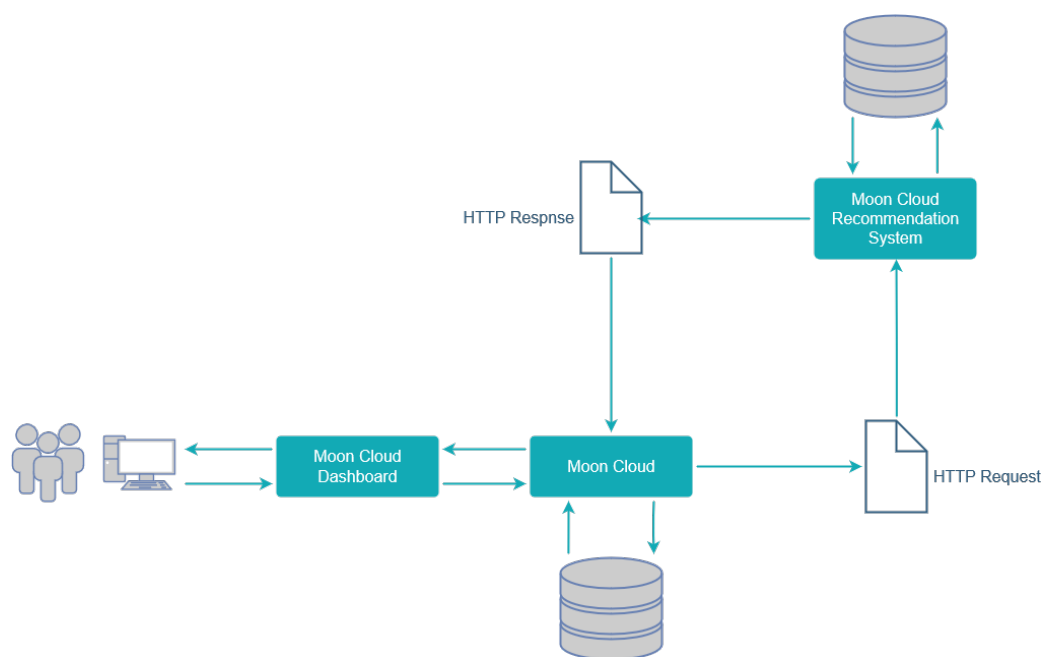 Moon Cloud
Recommendation
System
HTTP Respnse
Moon Cloud
Dashboard
Moon Cloud
HTTP Request